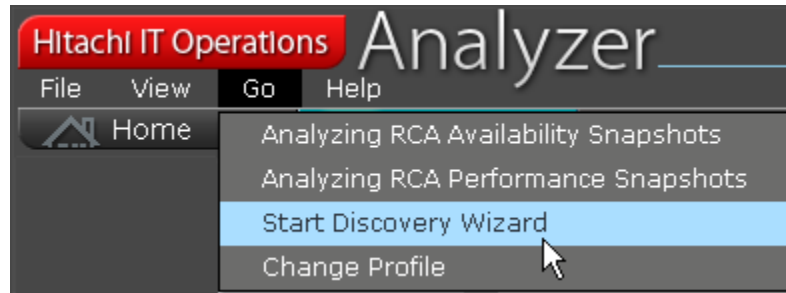 Hitachi IT Operations Analyzer
File View Go Help
Home
Analyzing RCA Availability Snapshots
Analyzing RCA Performance Snapshots
Start Discovery Wizard
Change Profile